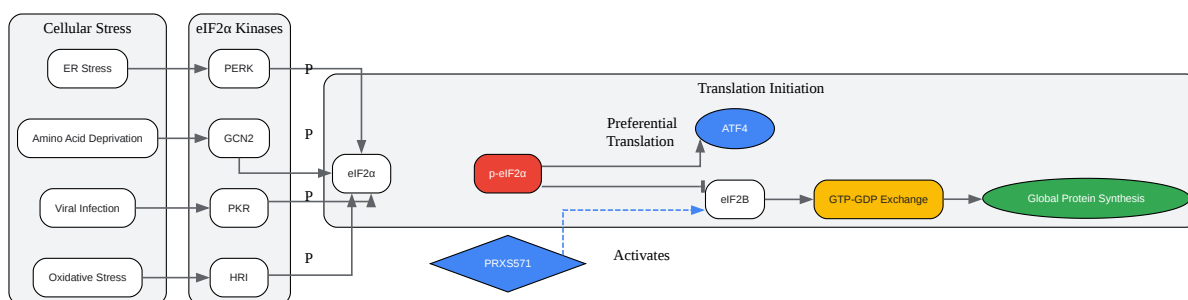 Cellular Stress
eIF2α Kinases
ER Stress
PERK
P
Translation Initiation
Amino Acid Deprivation
GCN2
P
Preferential
Translation
ATF4
eIF2α
p-eIF2α
Viral Infection
PKR
P
eIF2B
GTP-GDP Exchange
Global Protein Synthesis
Oxidative Stress
HRI
P
PRXS571
Activates